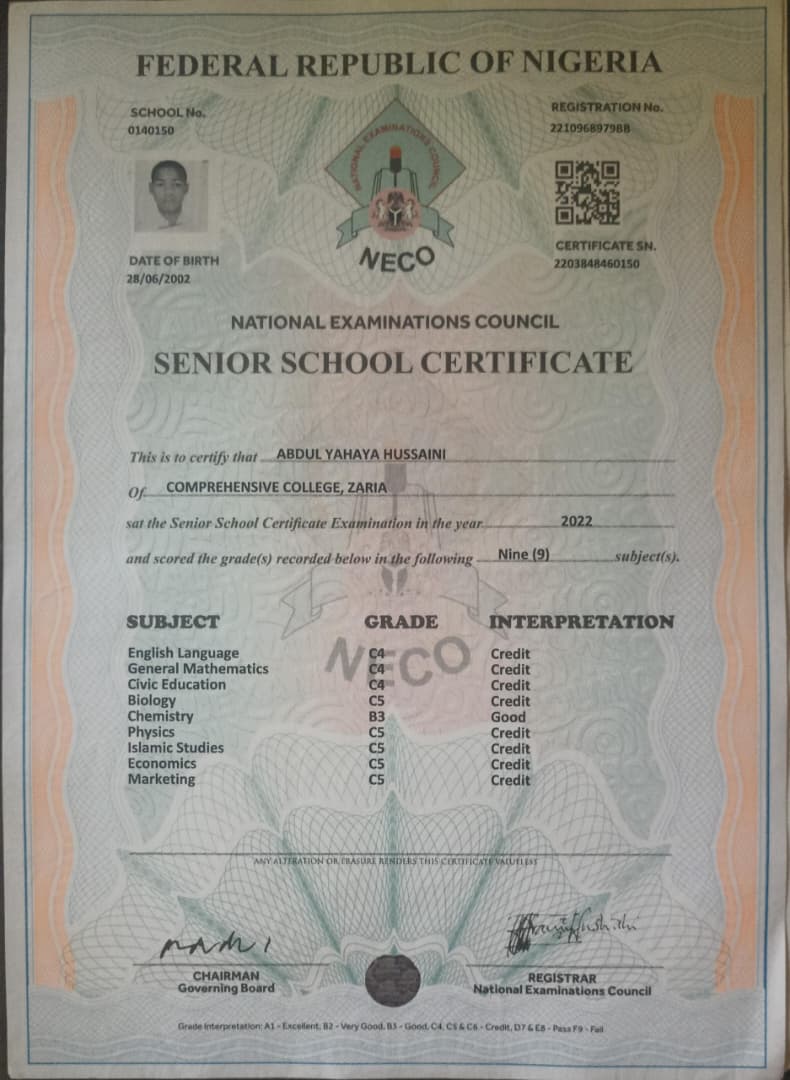 FEDERAL REPUBLIC OF NIGERIA
SCHOOL No.
0140150
REGISTRATION No.
221096897988
NATIONAL EXAMINATIONS COUNCIL
NECO
DATE OF BIRTH
28/06/2002
CERTIFICATE SN.
2203848460150
NATIONAL EXAMINATIONS COUNCIL
SENIOR SCHOOL CERTIFICATE
This is to certify that ABDUL YAHAYA HUSSAINI
Of COMPREHENSIVE COLLEGE, ZARIA
sat the Senior School Certificate Examination in the year 2022
and scored the grade(s) recorded below in the following Nine (9) subject(s).
SUBJECT GRADE INTERPRETATION
NECO
English Language C4 Credit
General Mathematics C4 Credit
Civic Education C4 Credit
Biology C5 Credit
Chemistry B3 Good
Physics C5 Credit
Islamic Studies C5 Credit
Economics C5 Credit
Marketing C5 Credit
ANY ALTERATION OR ERASURE RENDERS THIS CERTIFICATE VALUELESS
CHAIRMAN
Governing Board
REGISTRAR
National Examinations Council
Grade Interpretation: A1 - Excellent, B2 - Very Good, B3 - Good, C4, C5 & C6 - Credit, D7 & E8 - Pass F9 - Fail